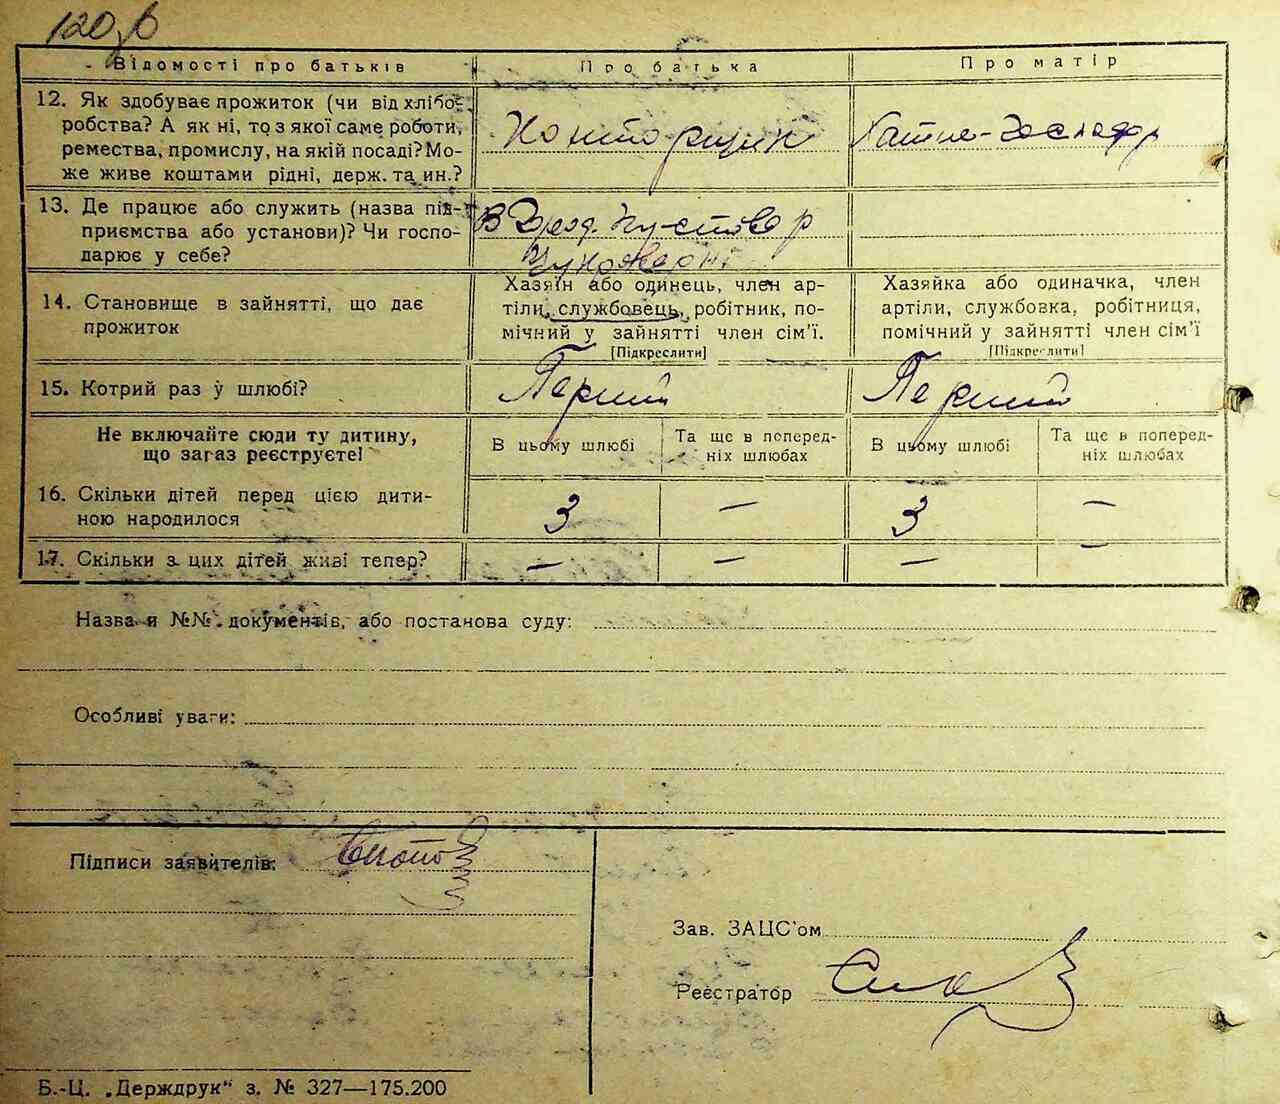 120
Відомості про батьків
Про батька
Про матір
12. Як здобуває прожиток (чи від хлібо-
робства? А як ні, то з якої саме роботи,
ремества, промислу, на якій посаді? Мо-
же живе коштами рідні, держ. та ин.?
Конторщик
Хатнє-
13. Де працює або служить (назва під-
приємства або установи)? Чи госпо-
дарює у себе?
В
14. Становище в зайнятті, що дає
прожиток
Хазяїн або одинець, член ар-
тіли, службовець, робітник, по-
мічний у зайнятті член сім'ї.
[Підкреслити]
Хазяйка або одиначка, член
артіли, службовка, робітниця,
помічний у зайнятті член сім'ї
[Підкреслити]
15. Котрий раз у шлюбі?
Перший
Перший
Не включайте сюди ту дитину,
що зараз реєструєте!
В цьому шлюбі
Та ще в поперед-
ніх шлюбах
В цьому шлюбі
Та ще в поперед-
ніх шлюбах
16. Скільки дітей перед цією дити-
ною народилося
3
—
3
—
17. Скільки з цих дітей живі тепер?
—
—
—
—
Назва и №№ документів, або постанова суду:
Особливі уваги:
Підписи заявителів:
Зав. ЗАЦС'ом
Реєстратор
Б.-Ц. „Держдрук“ з. № 327—175.200